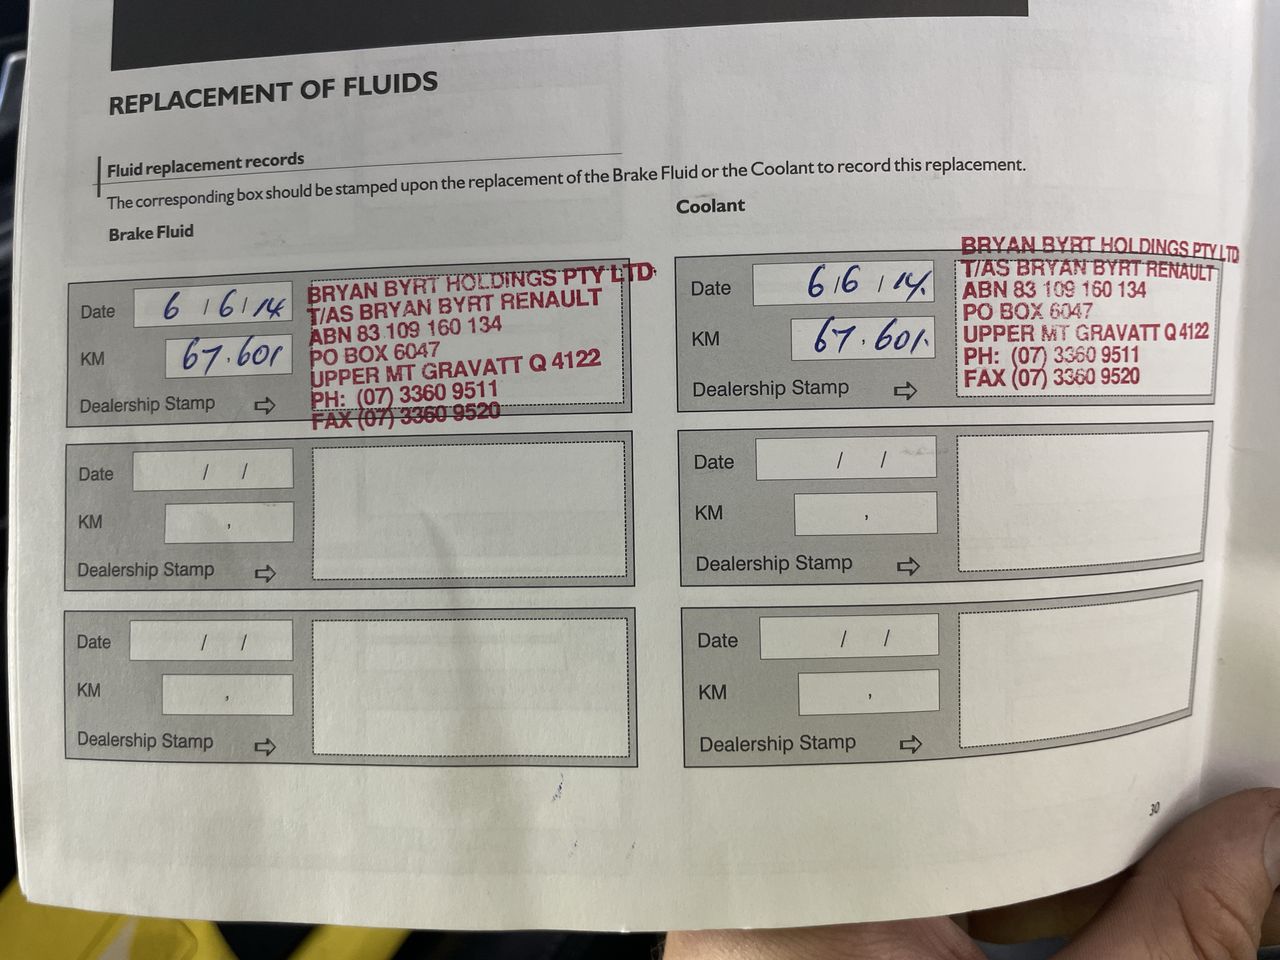 REPLACEMENT OF FLUIDS
Fluid replacement records
The corresponding box should be stamped upon the replacement of the Brake Fluid or the Coolant to record this replacement.
Brake Fluid
Date 6 / 6 / 14
KM 67.601
Dealership Stamp
BRYAN BYRT HOLDINGS PTY LTD.
T/AS BRYAN BYRT RENAULT
ABN 83 109 160 134
PO BOX 6047
UPPER MT GRAVATT Q 4122
PH: (07) 3360 9511
FAX (07) 3360 9520
Date / /
KM ,
Dealership Stamp
Date / /
KM ,
Dealership Stamp
Coolant
Date 6 / 6 / 14.
KM 67.601.
Dealership Stamp
BRYAN BYRT HOLDINGS PTY LTD
T/AS BRYAN BYRT RENAULT
ABN 83 109 160 134
PO BOX 6047
UPPER MT GRAVATT Q 4122
PH: (07) 3360 9511
FAX (07) 3360 9520
Date / /
KM ,
Dealership Stamp
Date / /
KM ,
Dealership Stamp
30